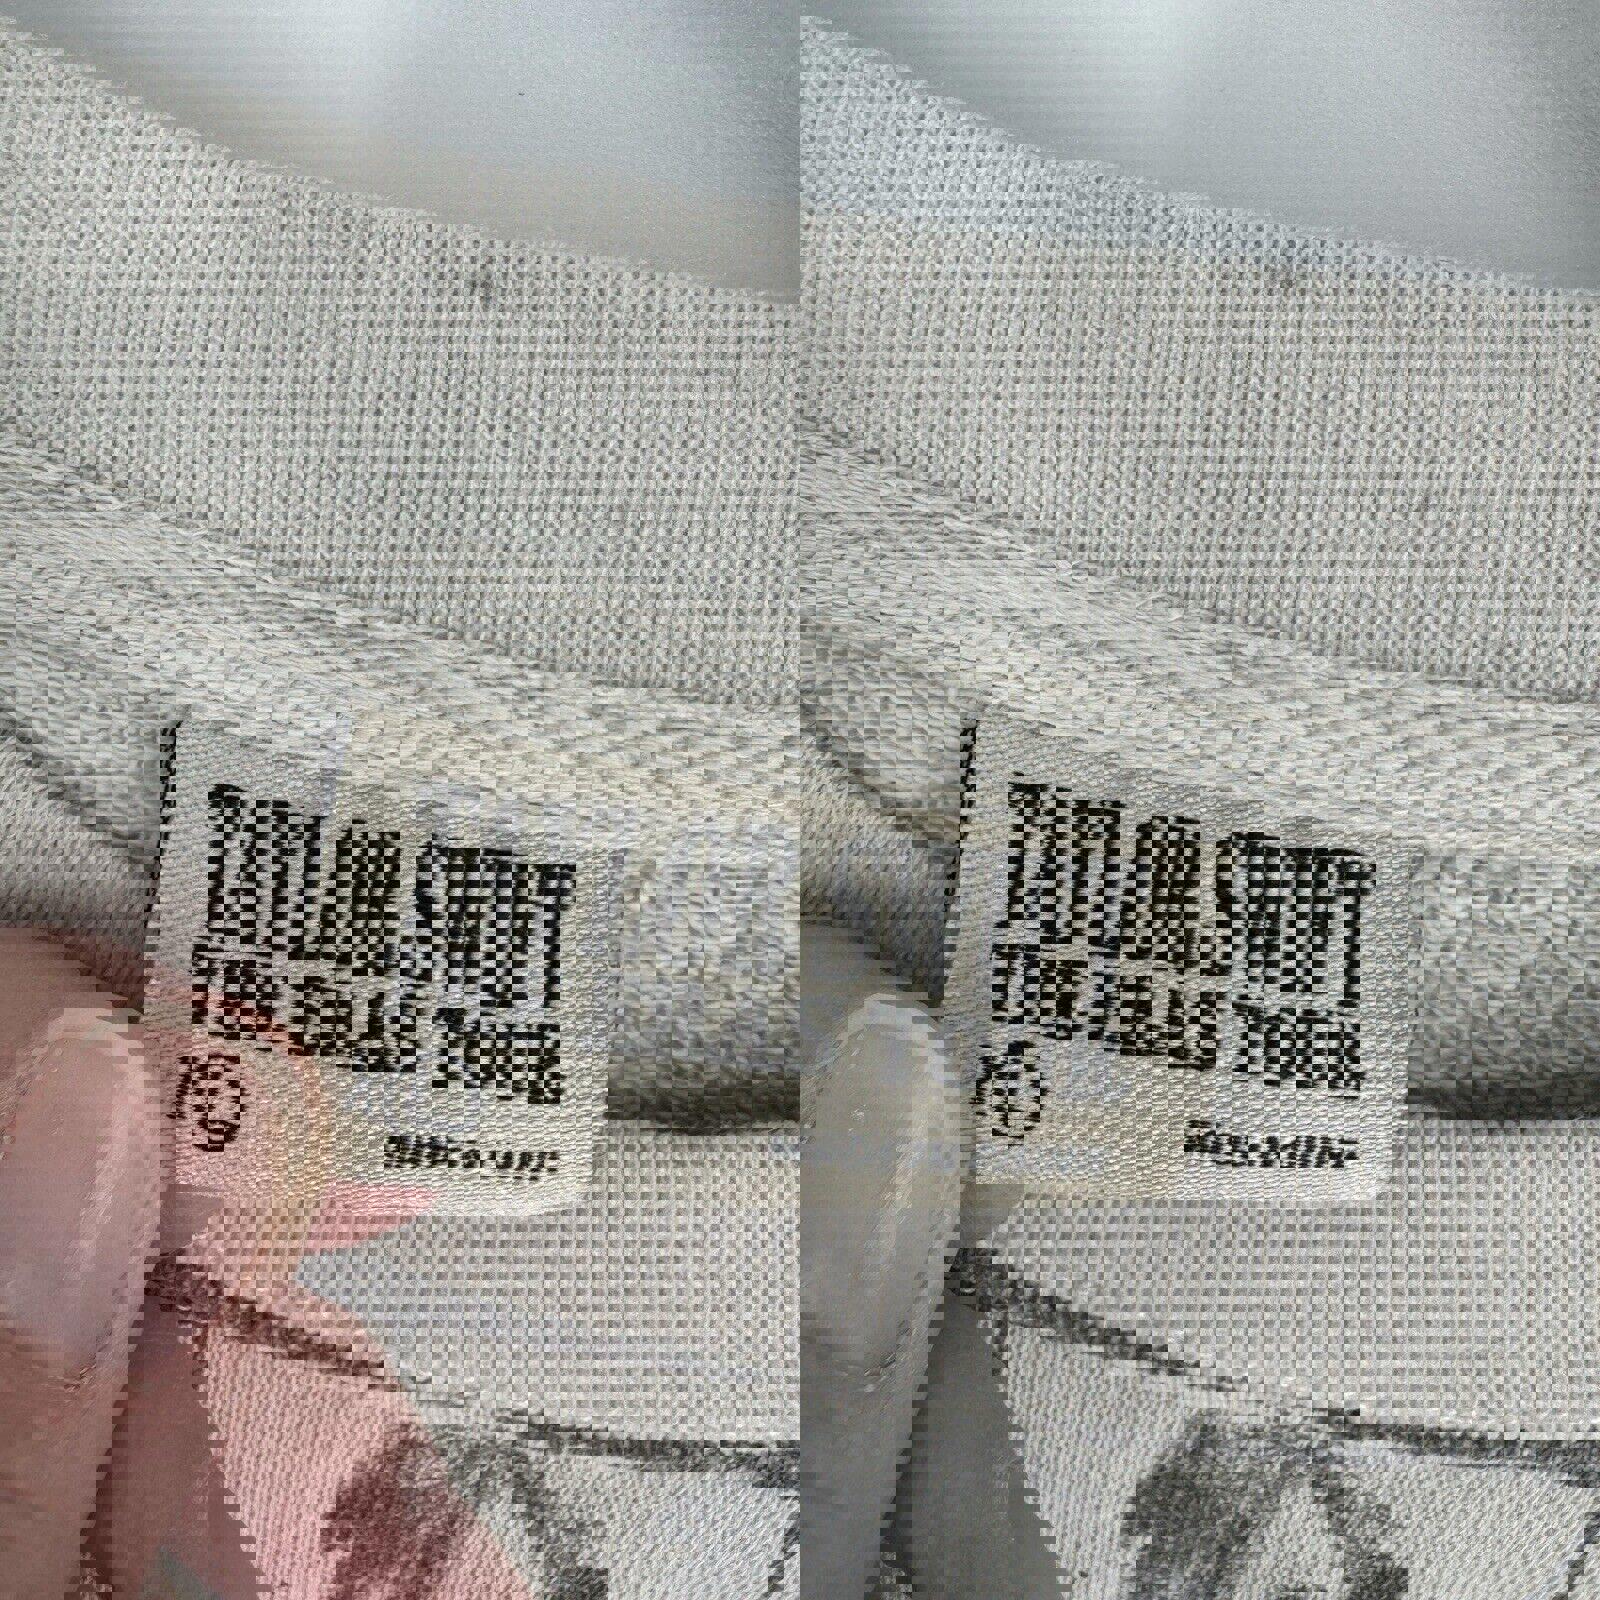 TAYLOR SWIFT
THE ERAS TOUR
TAYLOR SWIFT
THE ERAS TOUR